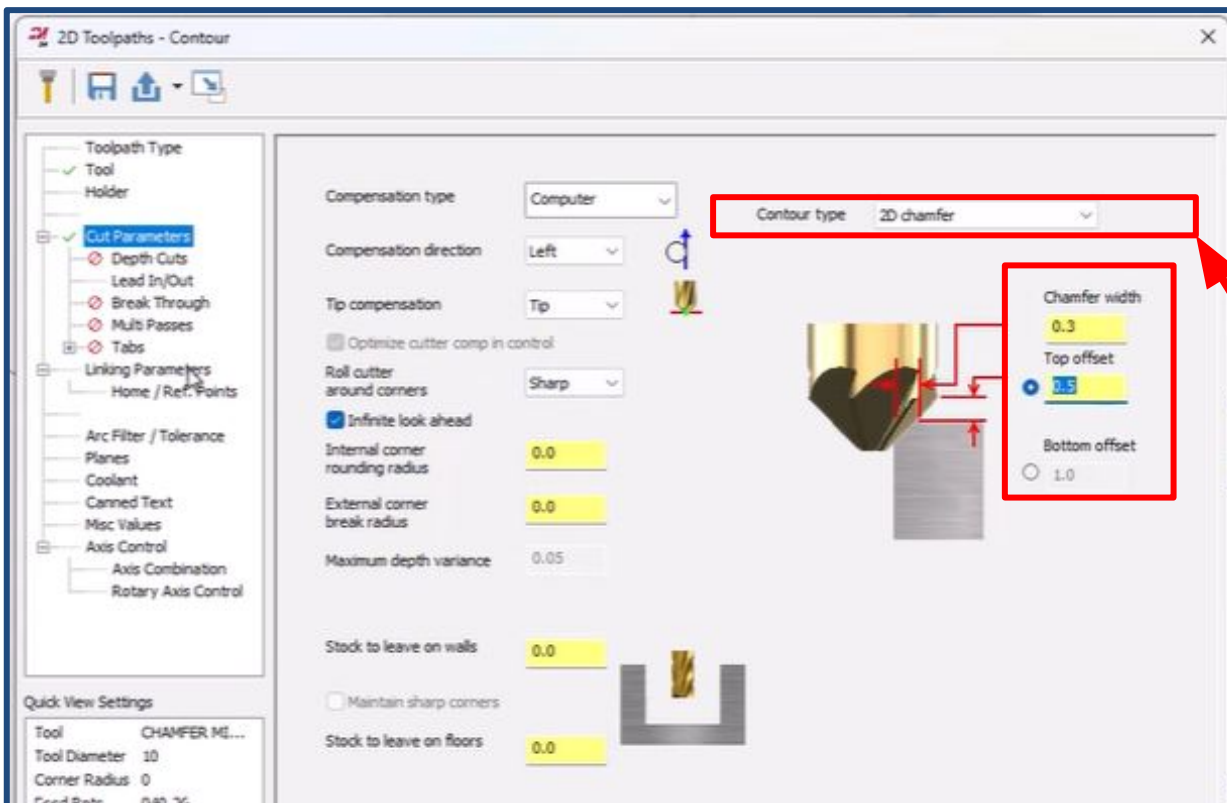 2D Toolpaths - Contour
Toolpath Type
Tool
Holder
Cut Parameters
Depth Cuts
Lead In/Out
Break Through
Multi Passes
Tabs
Linking Parameters
Home / Ref. Points
Arc Filter / Tolerance
Planes
Coolant
Canned Text
Misc Values
Axis Control
Axis Combination
Rotary Axis Control
Quick View Settings
Tool CHAMFER MI...
Tool Diameter 10
Corner Radius 0
Compensation type Computer
Compensation direction Left
Tip compensation Tip
Optimize cutter comp in control
Roll cutter
around corners Sharp
Infinite look ahead
Internal corner
rounding radius 0.0
External corner
break radius 0.0
Maximum depth variance 0.05
Stock to leave on walls 0.0
Maintain sharp corners
Stock to leave on floors 0.0
Contour type 2D chamfer
Chamfer width
0.3
Top offset
0.5
Bottom offset
1.0